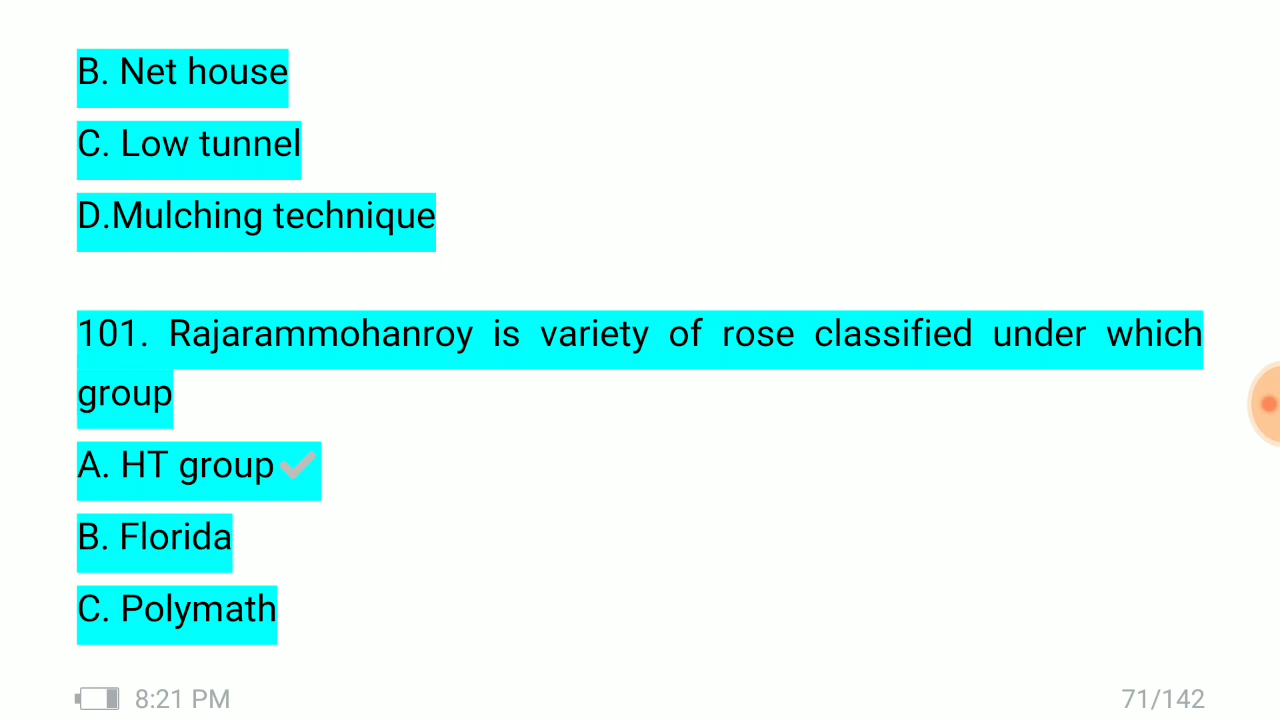 B. Net house
C. Low tunnel
D.Mulching technique
101. Rajarammohanroy is variety of rose classified under which
group
A. HT group
B. Florida
C. Polymath
8:21 PM
71/142